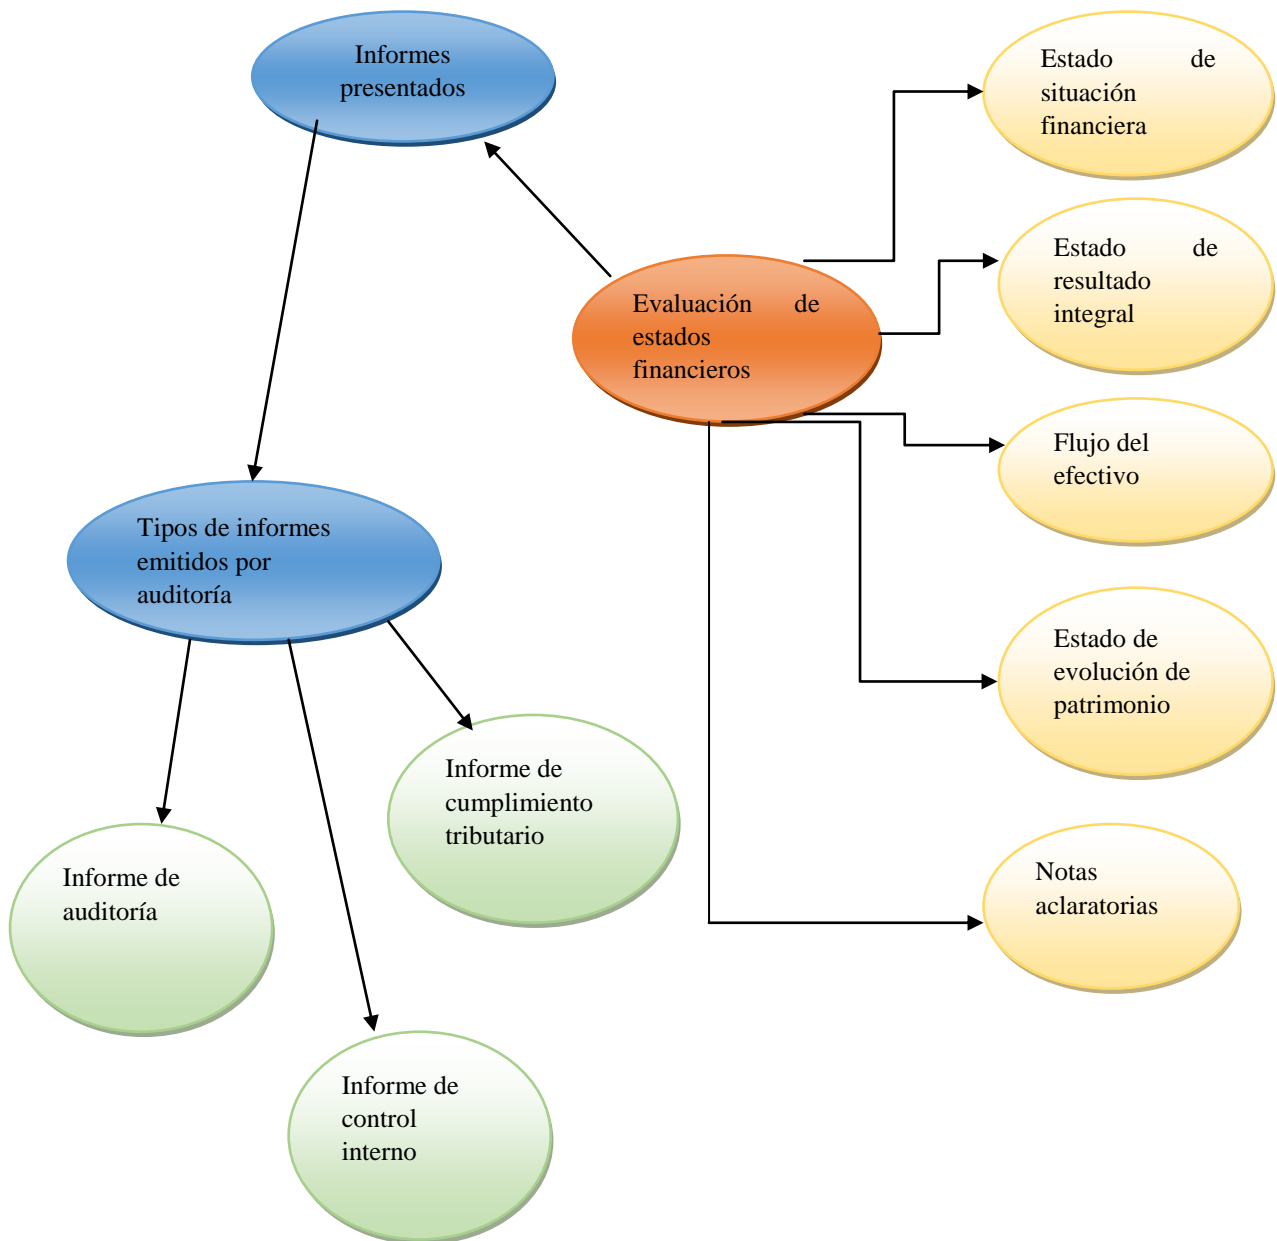 Informes
presentados
Estado de
situación
financiera
Estado de
resultado
integral
Evaluación de
estados
financieros
Flujo del
efectivo
Tipos de informes
emitidos por
auditoría
Estado de
evolución de
patrimonio
Informe de
cumplimiento
tributario
Informe de
auditoría
Notas
aclaratorias
Informe de
control
interno